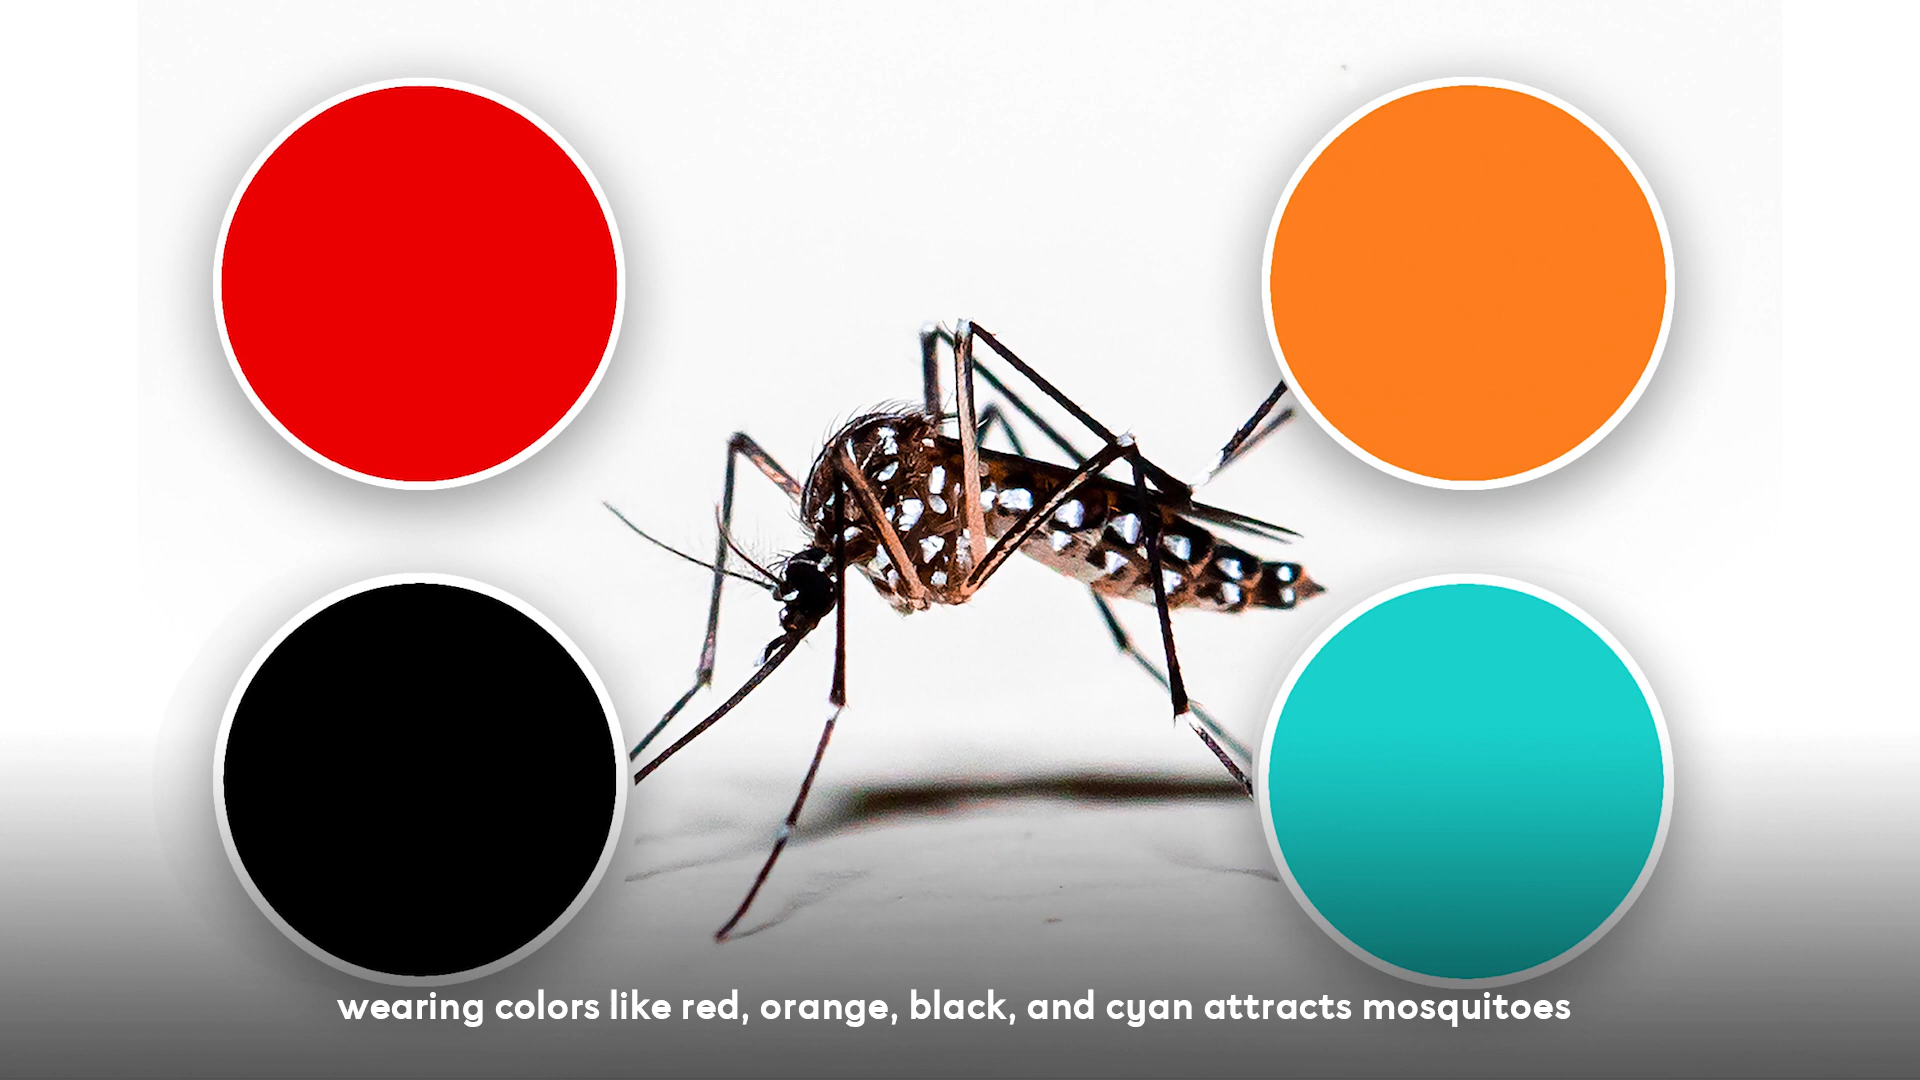 wearing colors like red, orange, black, and cyan attracts mosquitoes